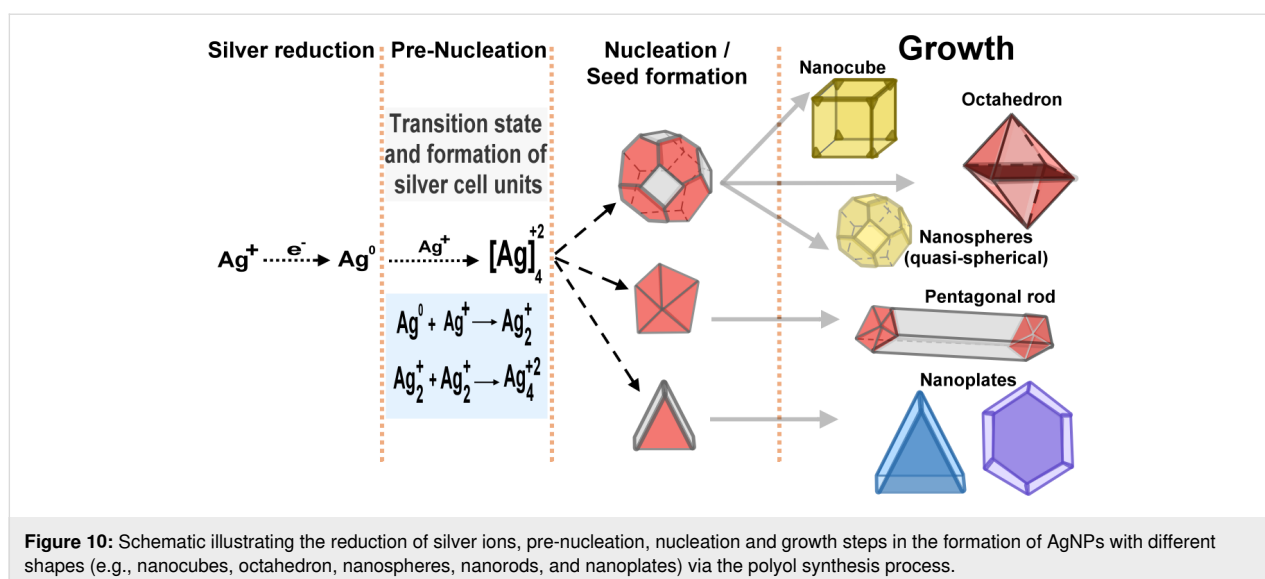 Silver reduction
Pre-Nucleation
Nucleation /
Seed formation
Growth
Transition state
and formation of
silver cell units
Ag⁺ e⁻ Ag⁰ Ag⁺ [Ag]₄⁺²
Ag⁰ + Ag⁺ → Ag₂⁺
Ag₂⁺ + Ag₂⁺ → Ag₄⁺²
Nanocube
Octahedron
Nanospheres
(quasi-spherical)
Pentagonal rod
Nanoplates
Figure 10: Schematic illustrating the reduction of silver ions, pre-nucleation, nucleation and growth steps in the formation of AgNPs with different
shapes (e.g., nanocubes, octahedron, nanospheres, nanorods, and nanoplates) via the polyol synthesis process.